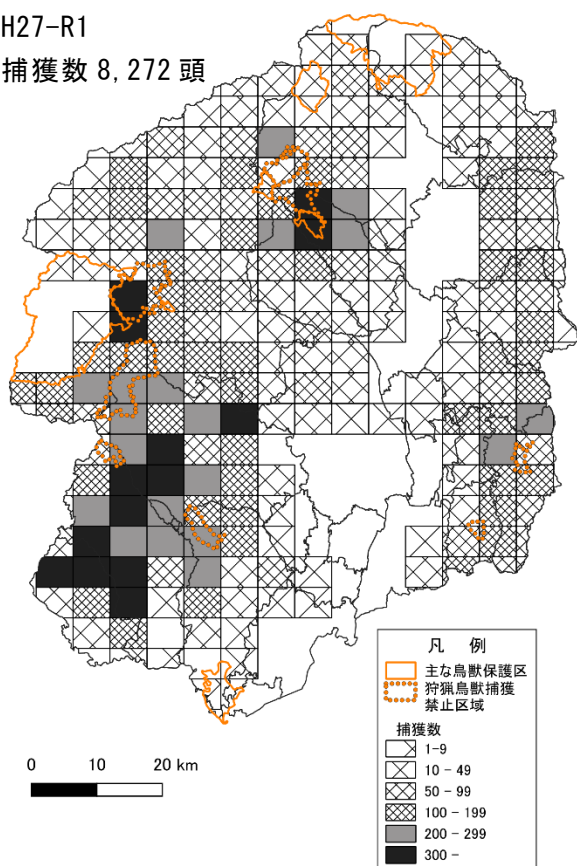 H27-R1
捕獲数 8,272 頭
凡 例
主な鳥獣保護区
狩猟鳥獣捕獲
禁止区域
捕獲数
1-9
10 - 49
50 - 99
100 - 199
200 - 299
300 -
0 10 20 km